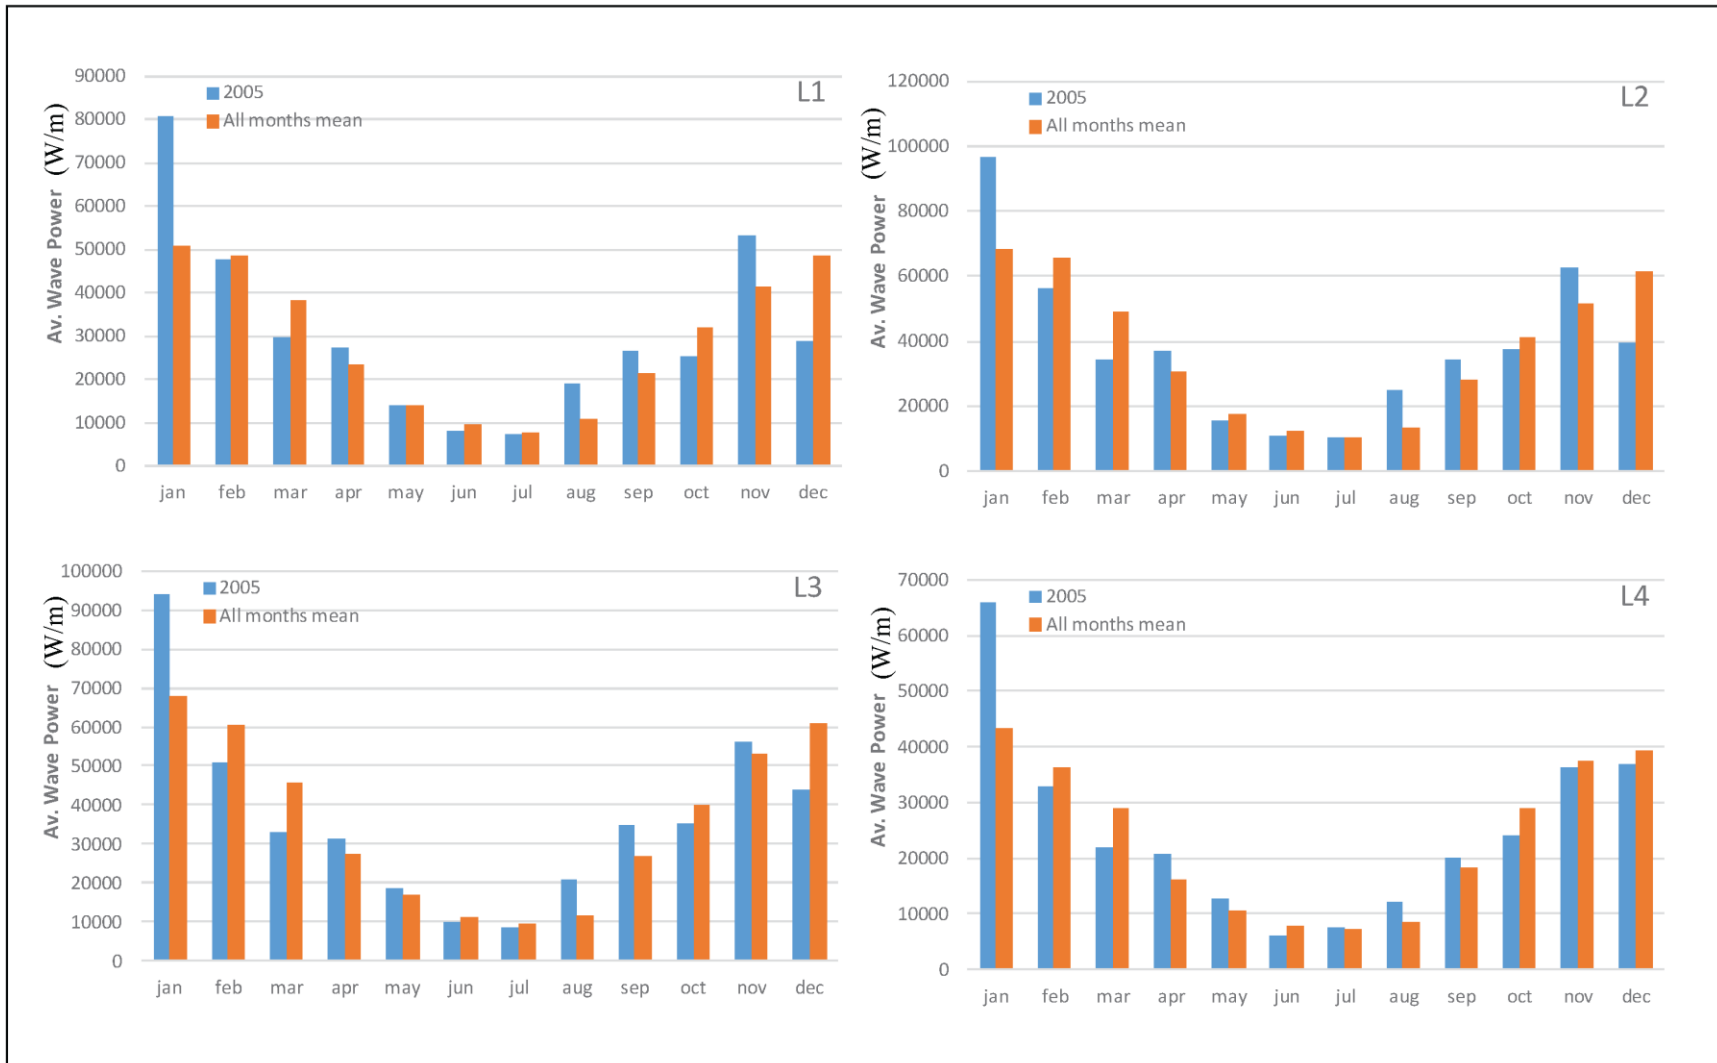 L1
2005
All months mean
Av. Wave Power (W/m)
90000
80000
70000
60000
50000
40000
30000
20000
10000
0
jan feb mar apr may jun jul aug sep oct nov dec
L2
2005
All months mean
Av. Wave Power (W/m)
120000
100000
80000
60000
40000
20000
0
jan feb mar apr may jun jul aug sep oct nov dec
L3
2005
All months mean
Av. Wave Power (W/m)
100000
90000
80000
70000
60000
50000
40000
30000
20000
10000
0
jan feb mar apr may jun jul aug sep oct nov dec
L4
2005
All months mean
Av. Wave Power (W/m)
70000
60000
50000
40000
30000
20000
10000
0
jan feb mar apr may jun jul aug sep oct nov dec